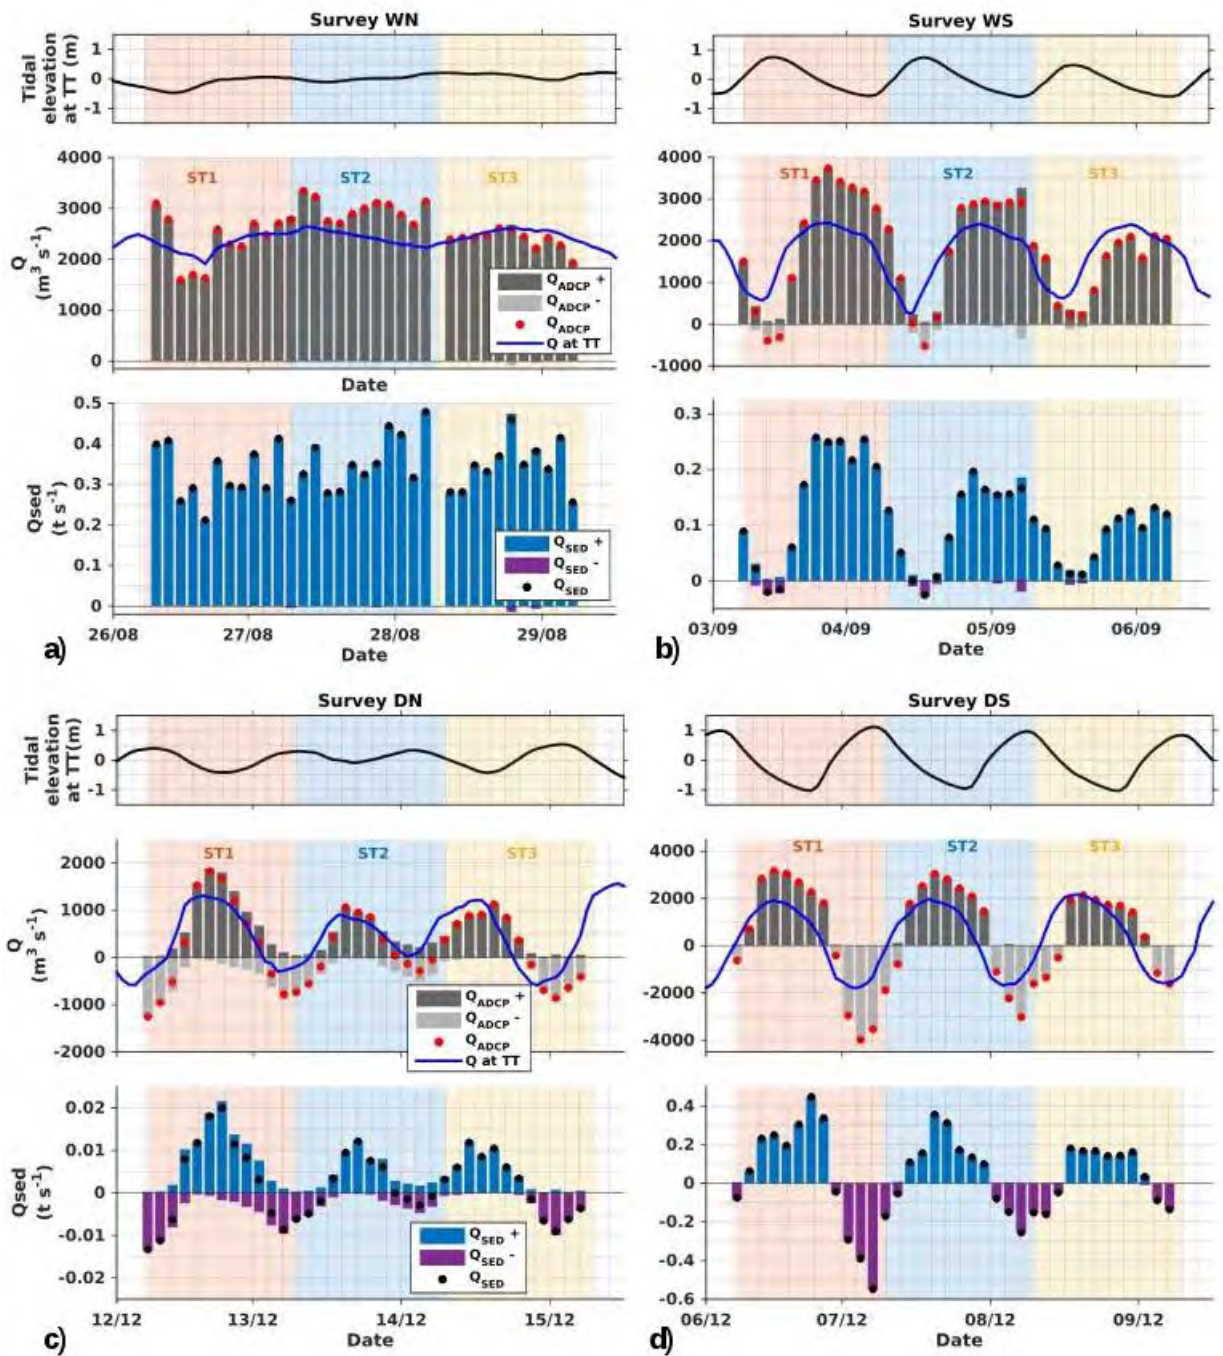 Survey WN
Tidal
elevation
at TT (m)
1
0
-1
4000
3000
2000
1000
0
Q
(m³ s⁻¹)
ST1
ST2
ST3
Q_ADCP +
Q_ADCP -
Q_ADCP
Q at TT
Date
0.5
0.4
0.3
0.2
0.1
0
Qsed
(t s⁻¹)
Q_SED +
Q_SED -
Q_SED
26/08
27/08
28/08
29/08
a)
Date
Survey WS
1
0
-1
4000
3000
2000
1000
0
-1000
ST1
ST2
ST3
0.3
0.2
0.1
0
03/09
04/09
05/09
06/09
b)
Date
Survey DN
Tidal
elevation
at TT(m)
1
0
-1
2000
1000
0
-1000
-2000
Q
(m³ s⁻¹)
ST1
ST2
ST3
Q_ADCP +
Q_ADCP -
Q_ADCP
Q at TT
0.02
0.01
0
-0.01
-0.02
Qsed
(t s⁻¹)
Q_SED +
Q_SED -
Q_SED
12/12
13/12
14/12
15/12
c)
Date
Survey DS
1
0
-1
4000
2000
0
-2000
-4000
ST1
ST2
ST3
0.4
0.2
0
-0.2
-0.4
-0.6
06/12
07/12
08/12
09/12
d)
Date